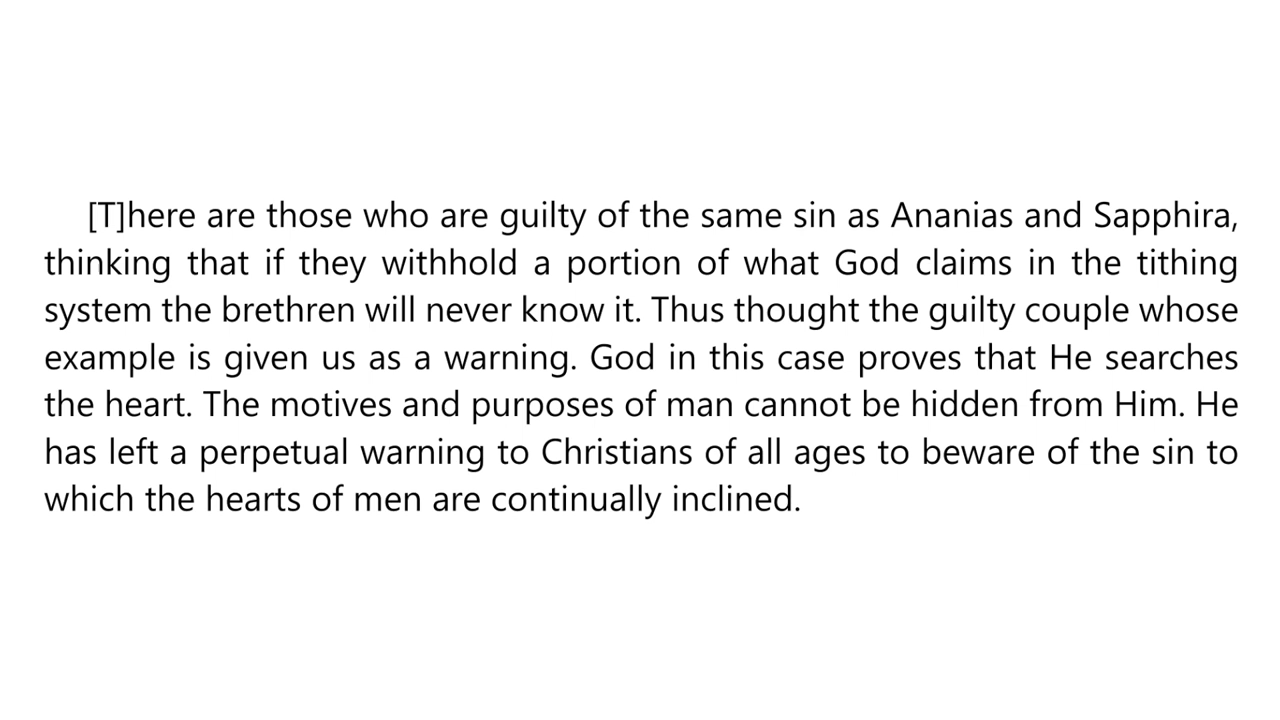 [T]here are those who are guilty of the same sin as Ananias and Sapphira,
thinking that if they withhold a portion of what God claims in the tithing
system the brethren will never know it. Thus thought the guilty couple whose
example is given us as a warning. God in this case proves that He searches
the heart. The motives and purposes of man cannot be hidden from Him. He
has left a perpetual warning to Christians of all ages to beware of the sin to
which the hearts of men are continually inclined.